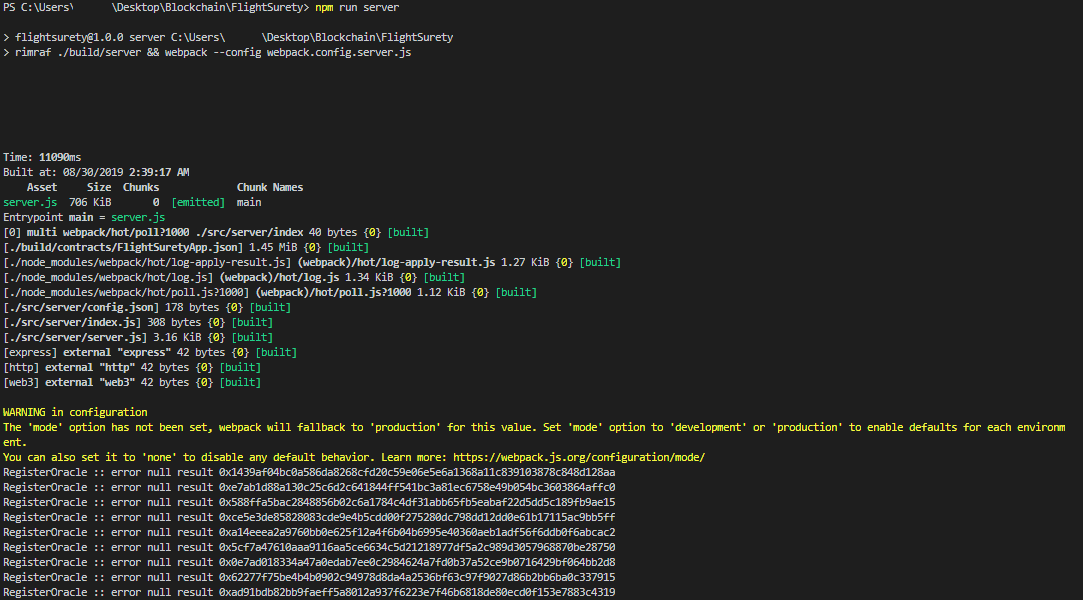 PS C:\Users\      \Desktop\Blockchain\FlightSurety> npm run server
> flightsurety@1.0.0 server C:\Users\      \Desktop\Blockchain\FlightSurety
> rimraf ./build/server && webpack --config webpack.config.server.js
Time: 11090ms
Built at: 08/30/2019 2:39:17 AM
    Asset     Size  Chunks             Chunk Names
server.js  706 KiB       0  [emitted]  main
Entrypoint main = server.js
[0] multi webpack/hot/poll?1000 ./src/server/index 40 bytes {0} [built]
[./build/contracts/FlightSuretyApp.json] 1.45 MiB {0} [built]
[./node_modules/webpack/hot/log-apply-result.js] (webpack)/hot/log-apply-result.js 1.27 KiB {0} [built]
[./node_modules/webpack/hot/log.js] (webpack)/hot/log.js 1.34 KiB {0} [built]
[./node_modules/webpack/hot/poll.js?1000] (webpack)/hot/poll.js?1000 1.12 KiB {0} [built]
[./src/server/config.json] 178 bytes {0} [built]
[./src/server/index.js] 308 bytes {0} [built]
[./src/server/server.js] 3.16 KiB {0} [built]
[express] external "express" 42 bytes {0} [built]
[http] external "http" 42 bytes {0} [built]
[web3] external "web3" 42 bytes {0} [built]
WARNING in configuration
The 'mode' option has not been set, webpack will fallback to 'production' for this value. Set 'mode' option to 'development' or 'production' to enable defaults for each environm
ent.
You can also set it to 'none' to disable any default behavior. Learn more: https://webpack.js.org/configuration/mode/
RegisterOracle :: error null result 0x1439af04bc0a586da8268cfd20c59e06e5e6a1368a11c839103878c848d128aa
RegisterOracle :: error null result 0xe7ab1d88a130c25c6d2c641844ff541bc3a81ec6758e49b054bc3603864affc0
RegisterOracle :: error null result 0x588ffa5bac2848856b02c6a1784c4df31abb65fb5eabaf22d5dd5c189fb9ae15
RegisterOracle :: error null result 0xce5e3de85828083cde9e4b5cdd00f275280dc798dd12dd0e61b17115ac9bb5ff
RegisterOracle :: error null result 0xa14eeea2a9760bb0e625f12a4f6b04b6995e40360aeb1adf56f6ddb0f6abcac2
RegisterOracle :: error null result 0x5cf7a47610aaa9116aa5ce6634c5d21218977df5a2c989d3057968870be28750
RegisterOracle :: error null result 0x0e7ad018334a47a0edab7ee0c2984624a7fd0b37a52ce9b0716429bf064bb2d8
RegisterOracle :: error null result 0x62277f75be4b4b0902c94978d8da4a2536bf63c97f9027d86b2bb6ba0c337915
RegisterOracle :: error null result 0xad91bdb82bb9faeff5a8012a937f6223e7f46b6818de80ecd0f153e7883c4319